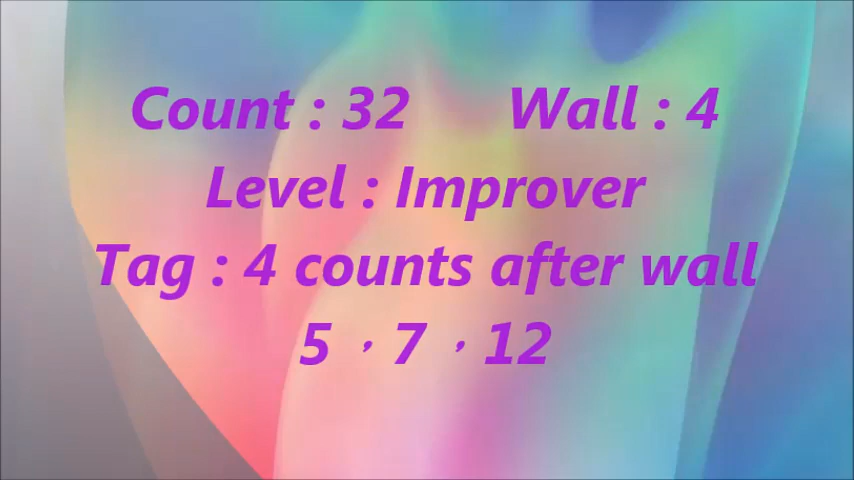 Count : 32 Wall : 4
Level : Improver
Tag : 4 counts after wall
5 ，7 ，12